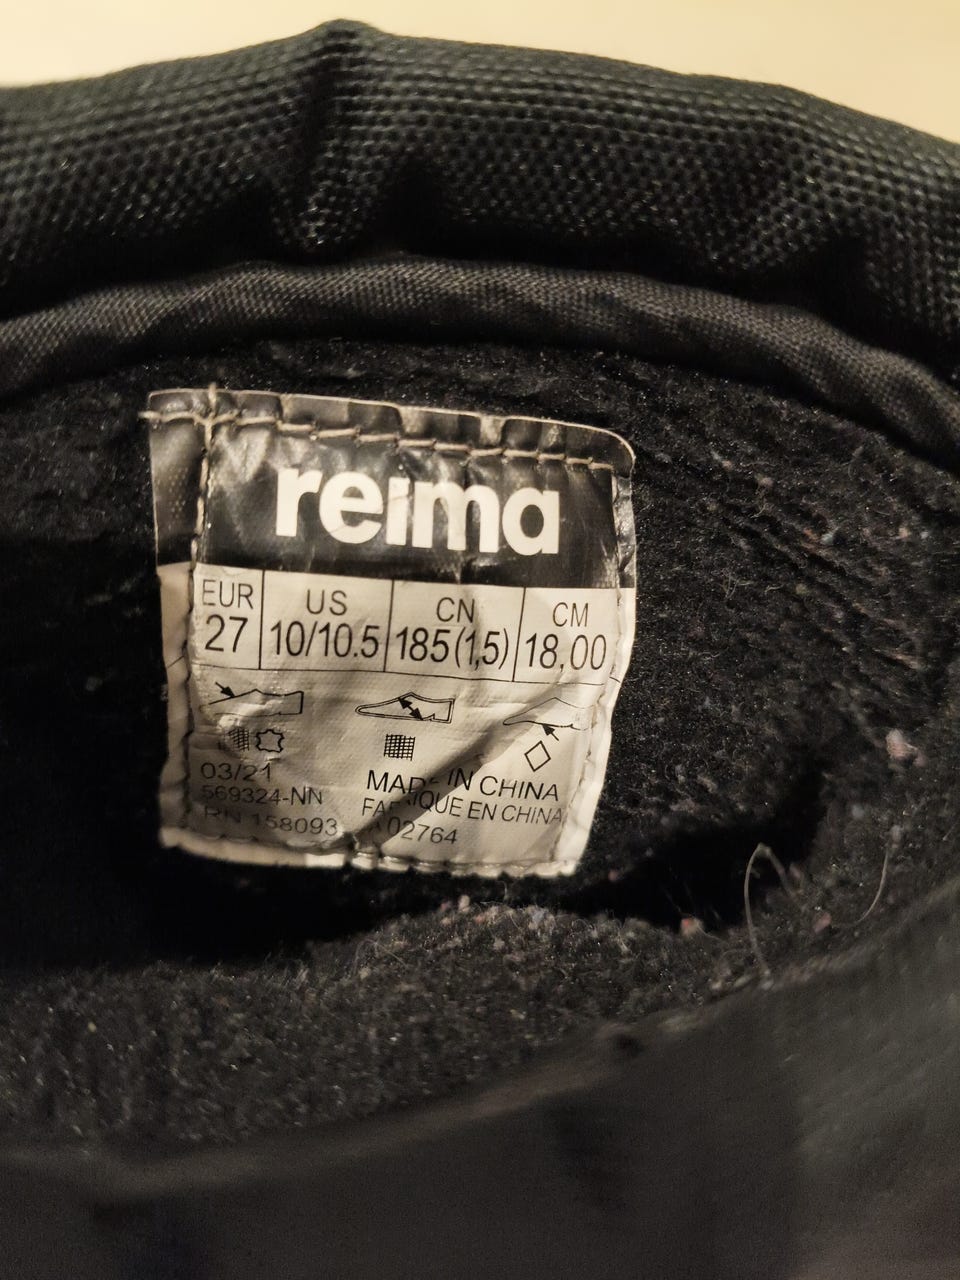 reima
EUR US CN CM
27 10/10.5 185(1,5) 18,00
03/21
569324-NN
RN 158093
MADE IN CHINA
FABRIQUE EN CHINA
02764